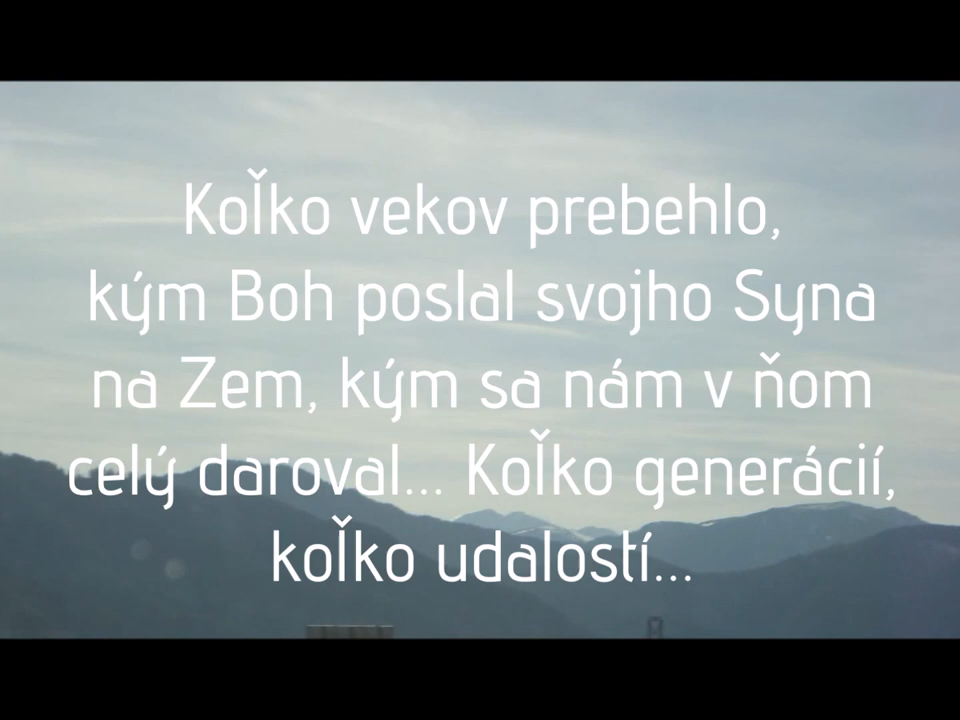 Koľko vekov prebehlo,
kým Boh poslal svojho Syna
na Zem, kým sa nám v ňom
celý daroval... Koľko generácií,
koľko udalostí...